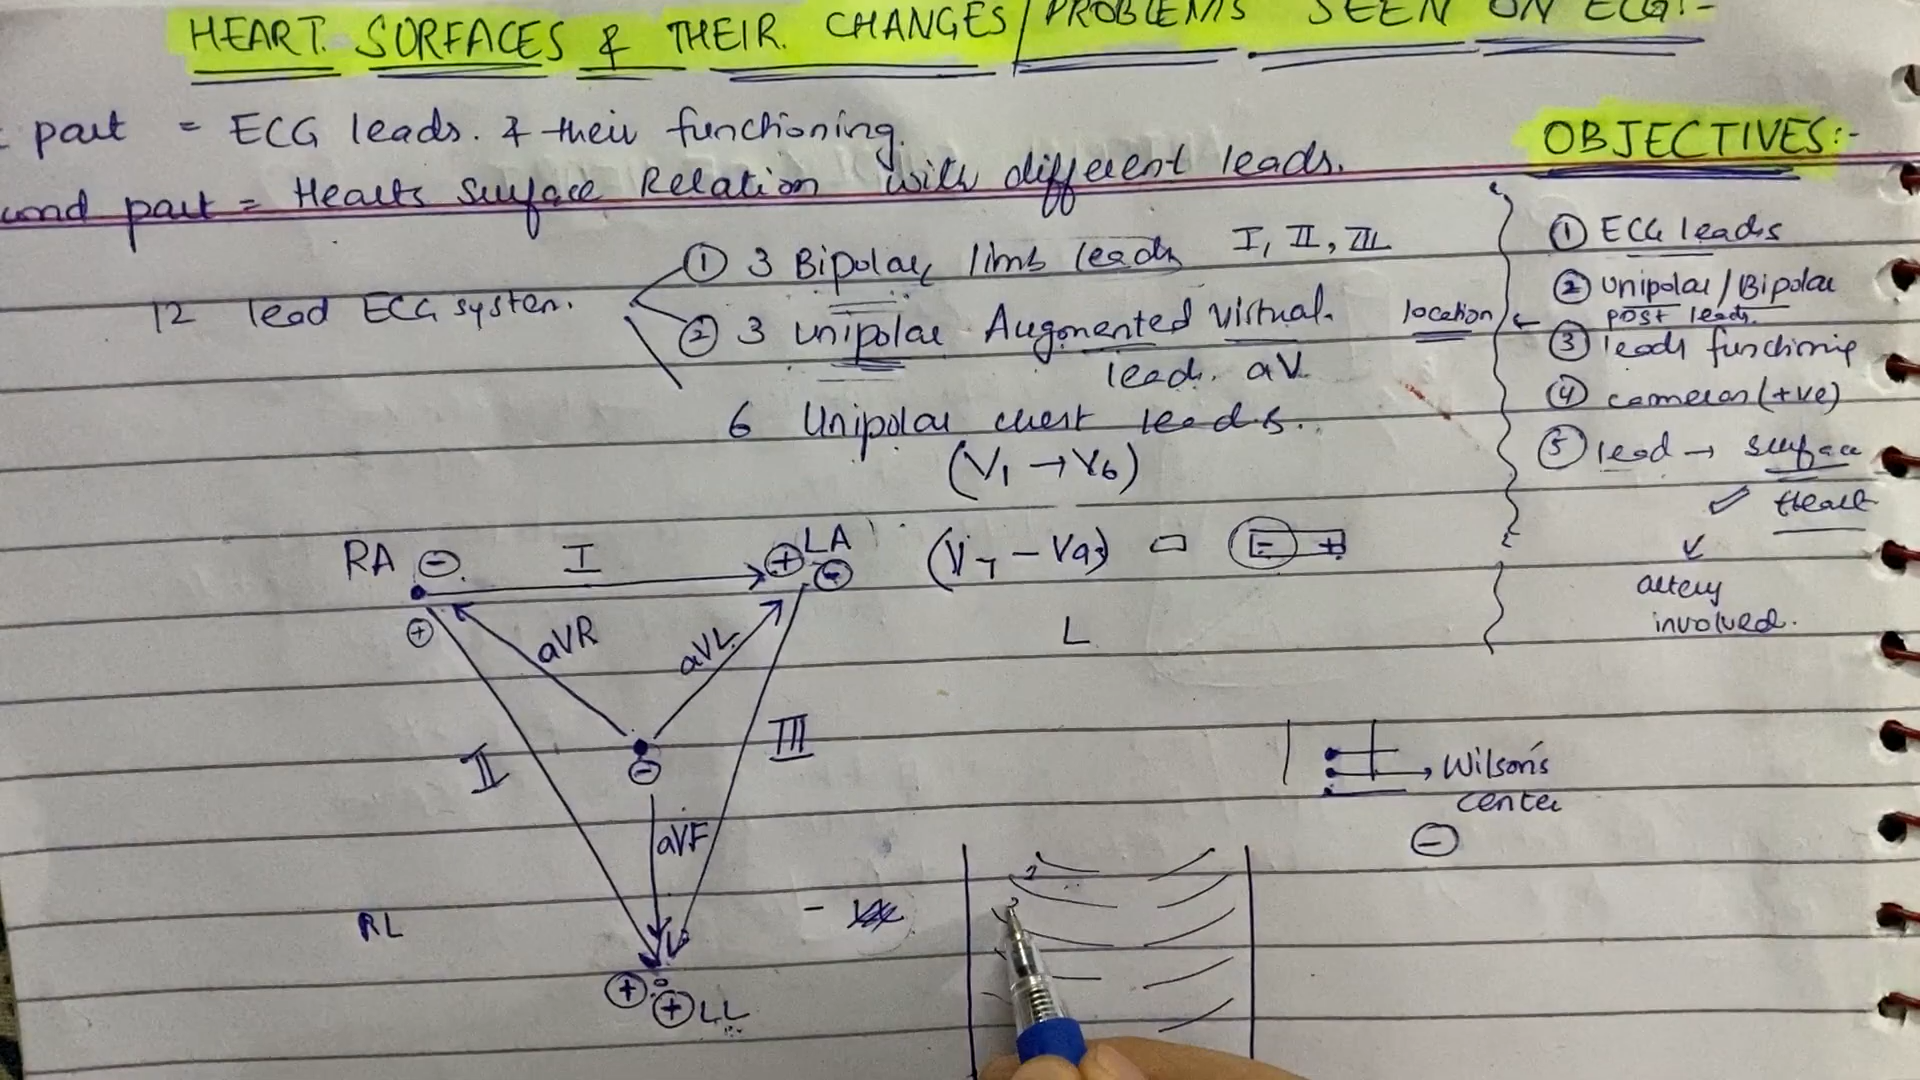 HEART. SURFACES & THEIR. CHANGES/PROBLEMS SEEN ON ECG:-
part = ECG leads. & their functioning.
part = Hearts Surface Relation with different leads.
12 lead ECG system.
① 3 Bipolar limb leads I, II, III
② 3 unipolar Augmented virtual.
lead. aV
location
6 Unipolar chest leads.
(V1 → V6)
(V7 – V9)
- +
L
OBJECTIVES:-
① ECG leads
② Unipolar/Bipolar
post leads.
③ leads functioning
④ cameras (+ve)
⑤ lead → surface
Heart
artery
involved.
RA - I + LA
-
+
aVR
aVL
II
III
-
aVF
RL
+
+ LL
Wilson's
center
-
1
2